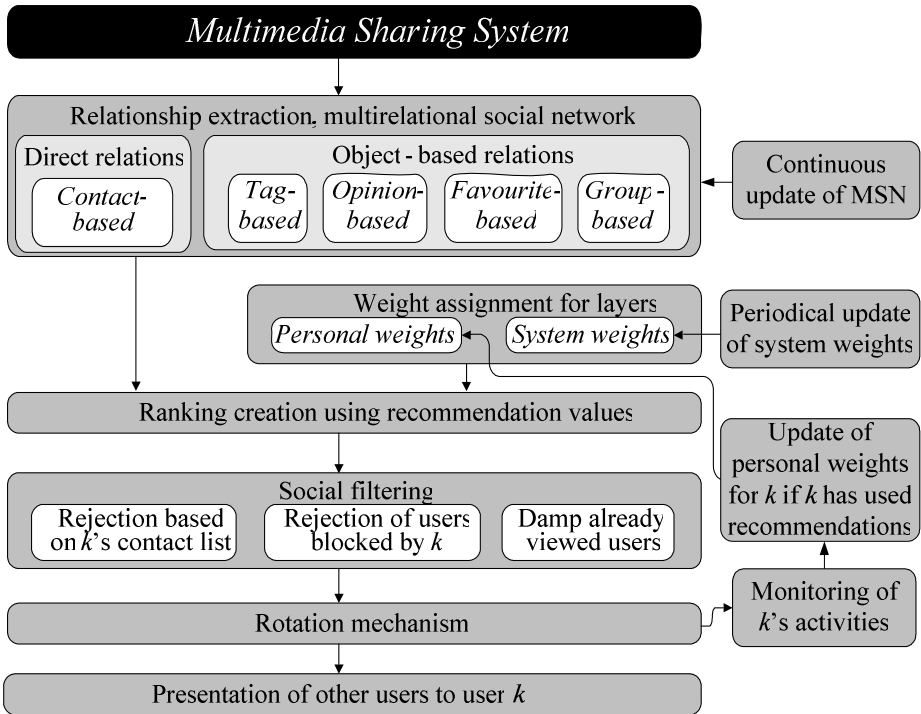 Multimedia Sharing System
Relationship extraction, multirelational social network
Direct relations
Contact-
based
Object-based relations
Tag-
based
Opinion-
based
Favourite-
based
Group-
based
Continuous
update of MSN
Weight assignment for layers
Personal weights
System weights
Periodical update
of system weights
Ranking creation using recommendation values
Update of
personal weights
for k if k has used
recommendations
Social filtering
Rejection based
on k's contact list
Rejection of users
blocked by k
Damp already
viewed users
Monitoring of
k's activities
Rotation mechanism
Presentation of other users to user k